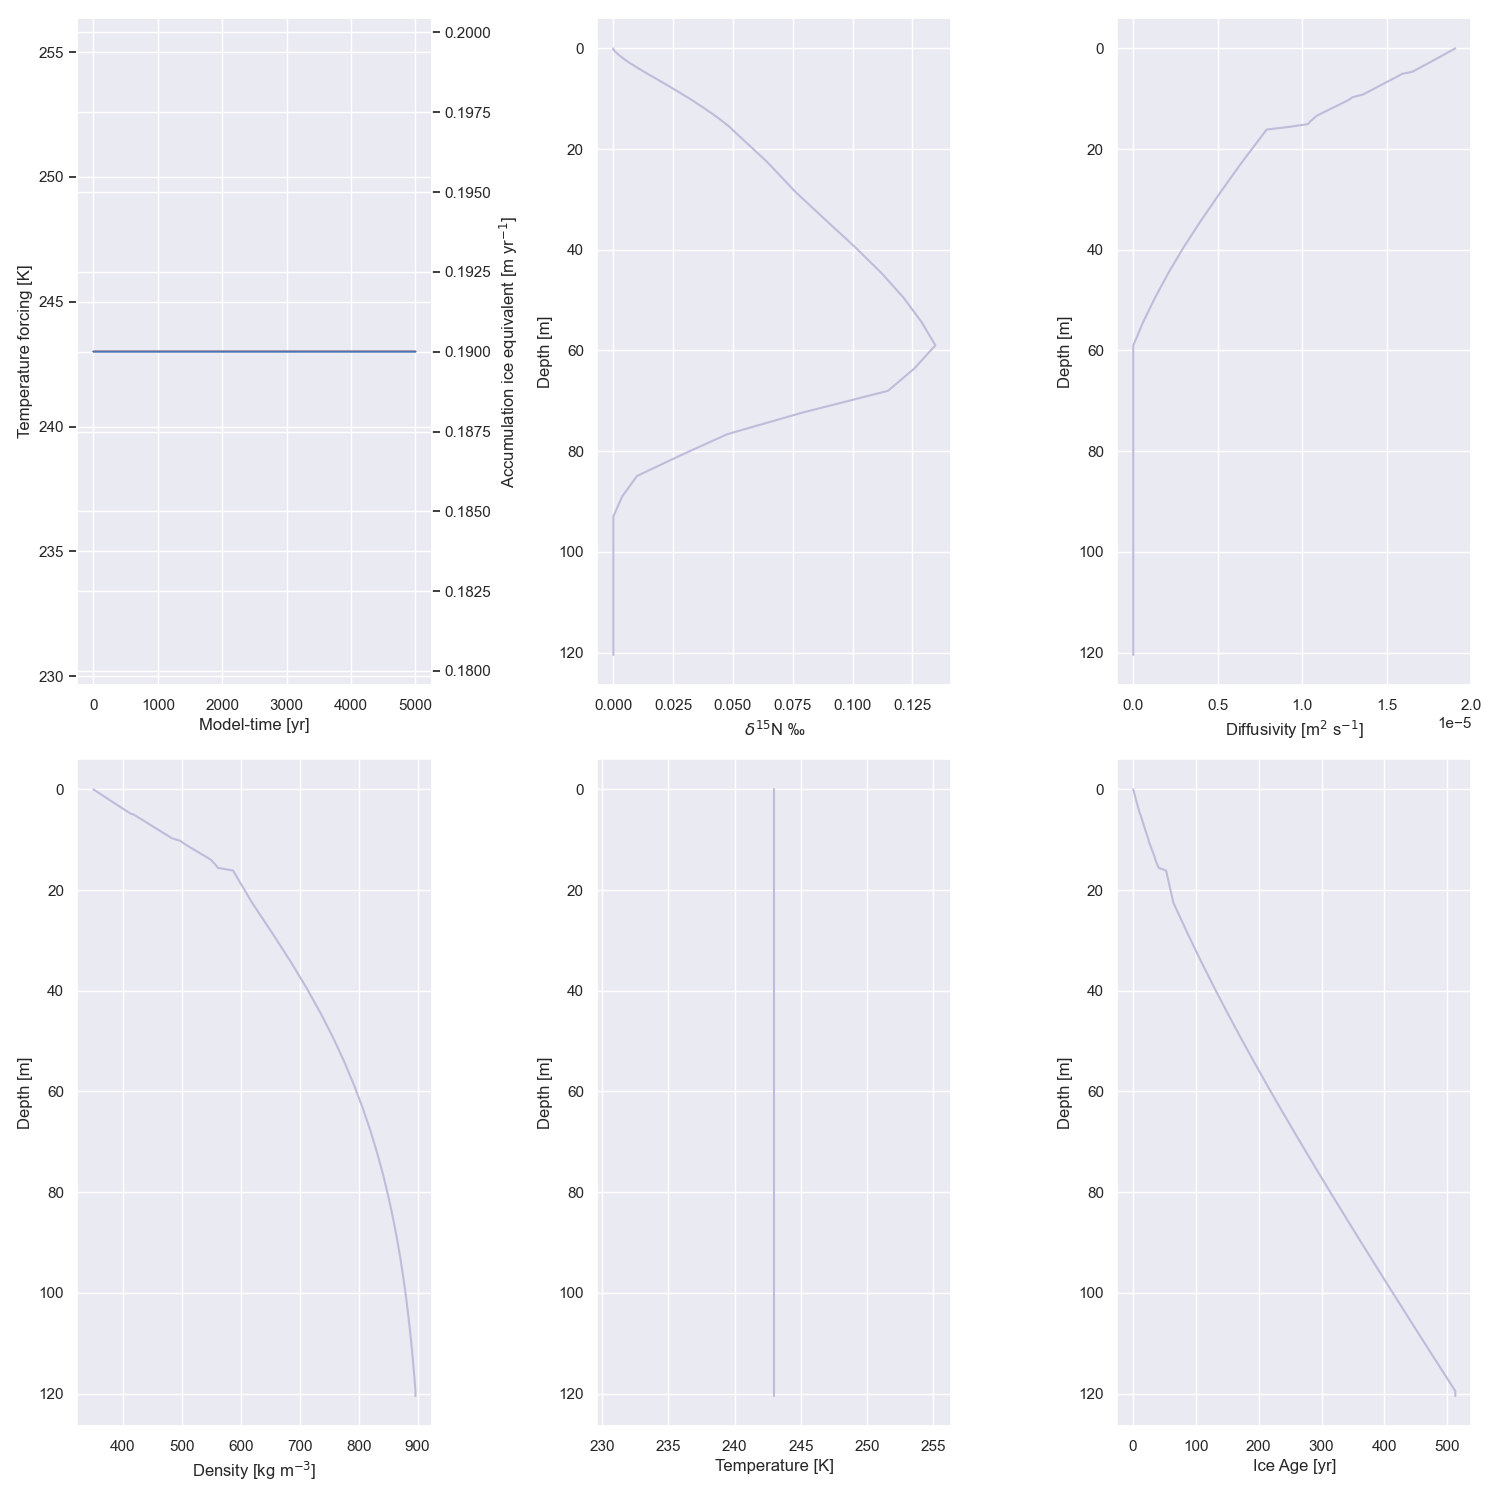 Temperature forcing [K]
255
250
245
240
235
230
0 1000 2000 3000 4000 5000
Model-time [yr]
0.2000
0.1975
0.1950
0.1925
0.1900
0.1875
0.1850
0.1825
0.1800
Accumulation ice equivalent [m yr⁻¹]
Depth [m]
0
20
40
60
80
100
120
0.000 0.025 0.050 0.075 0.100 0.125
δ¹⁵N ‰
Depth [m]
0
20
40
60
80
100
120
0.0 0.5 1.0 1.5 2.0
1e−5
Diffusivity [m² s⁻¹]
Depth [m]
0
20
40
60
80
100
120
400 500 600 700 800 900
Density [kg m⁻³]
Depth [m]
0
20
40
60
80
100
120
230 235 240 245 250 255
Temperature [K]
Depth [m]
0
20
40
60
80
100
120
0 100 200 300 400 500
Ice Age [yr]